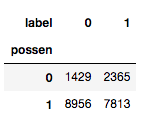 label 0 1
possen
0 1429 2365
1 8956 7813